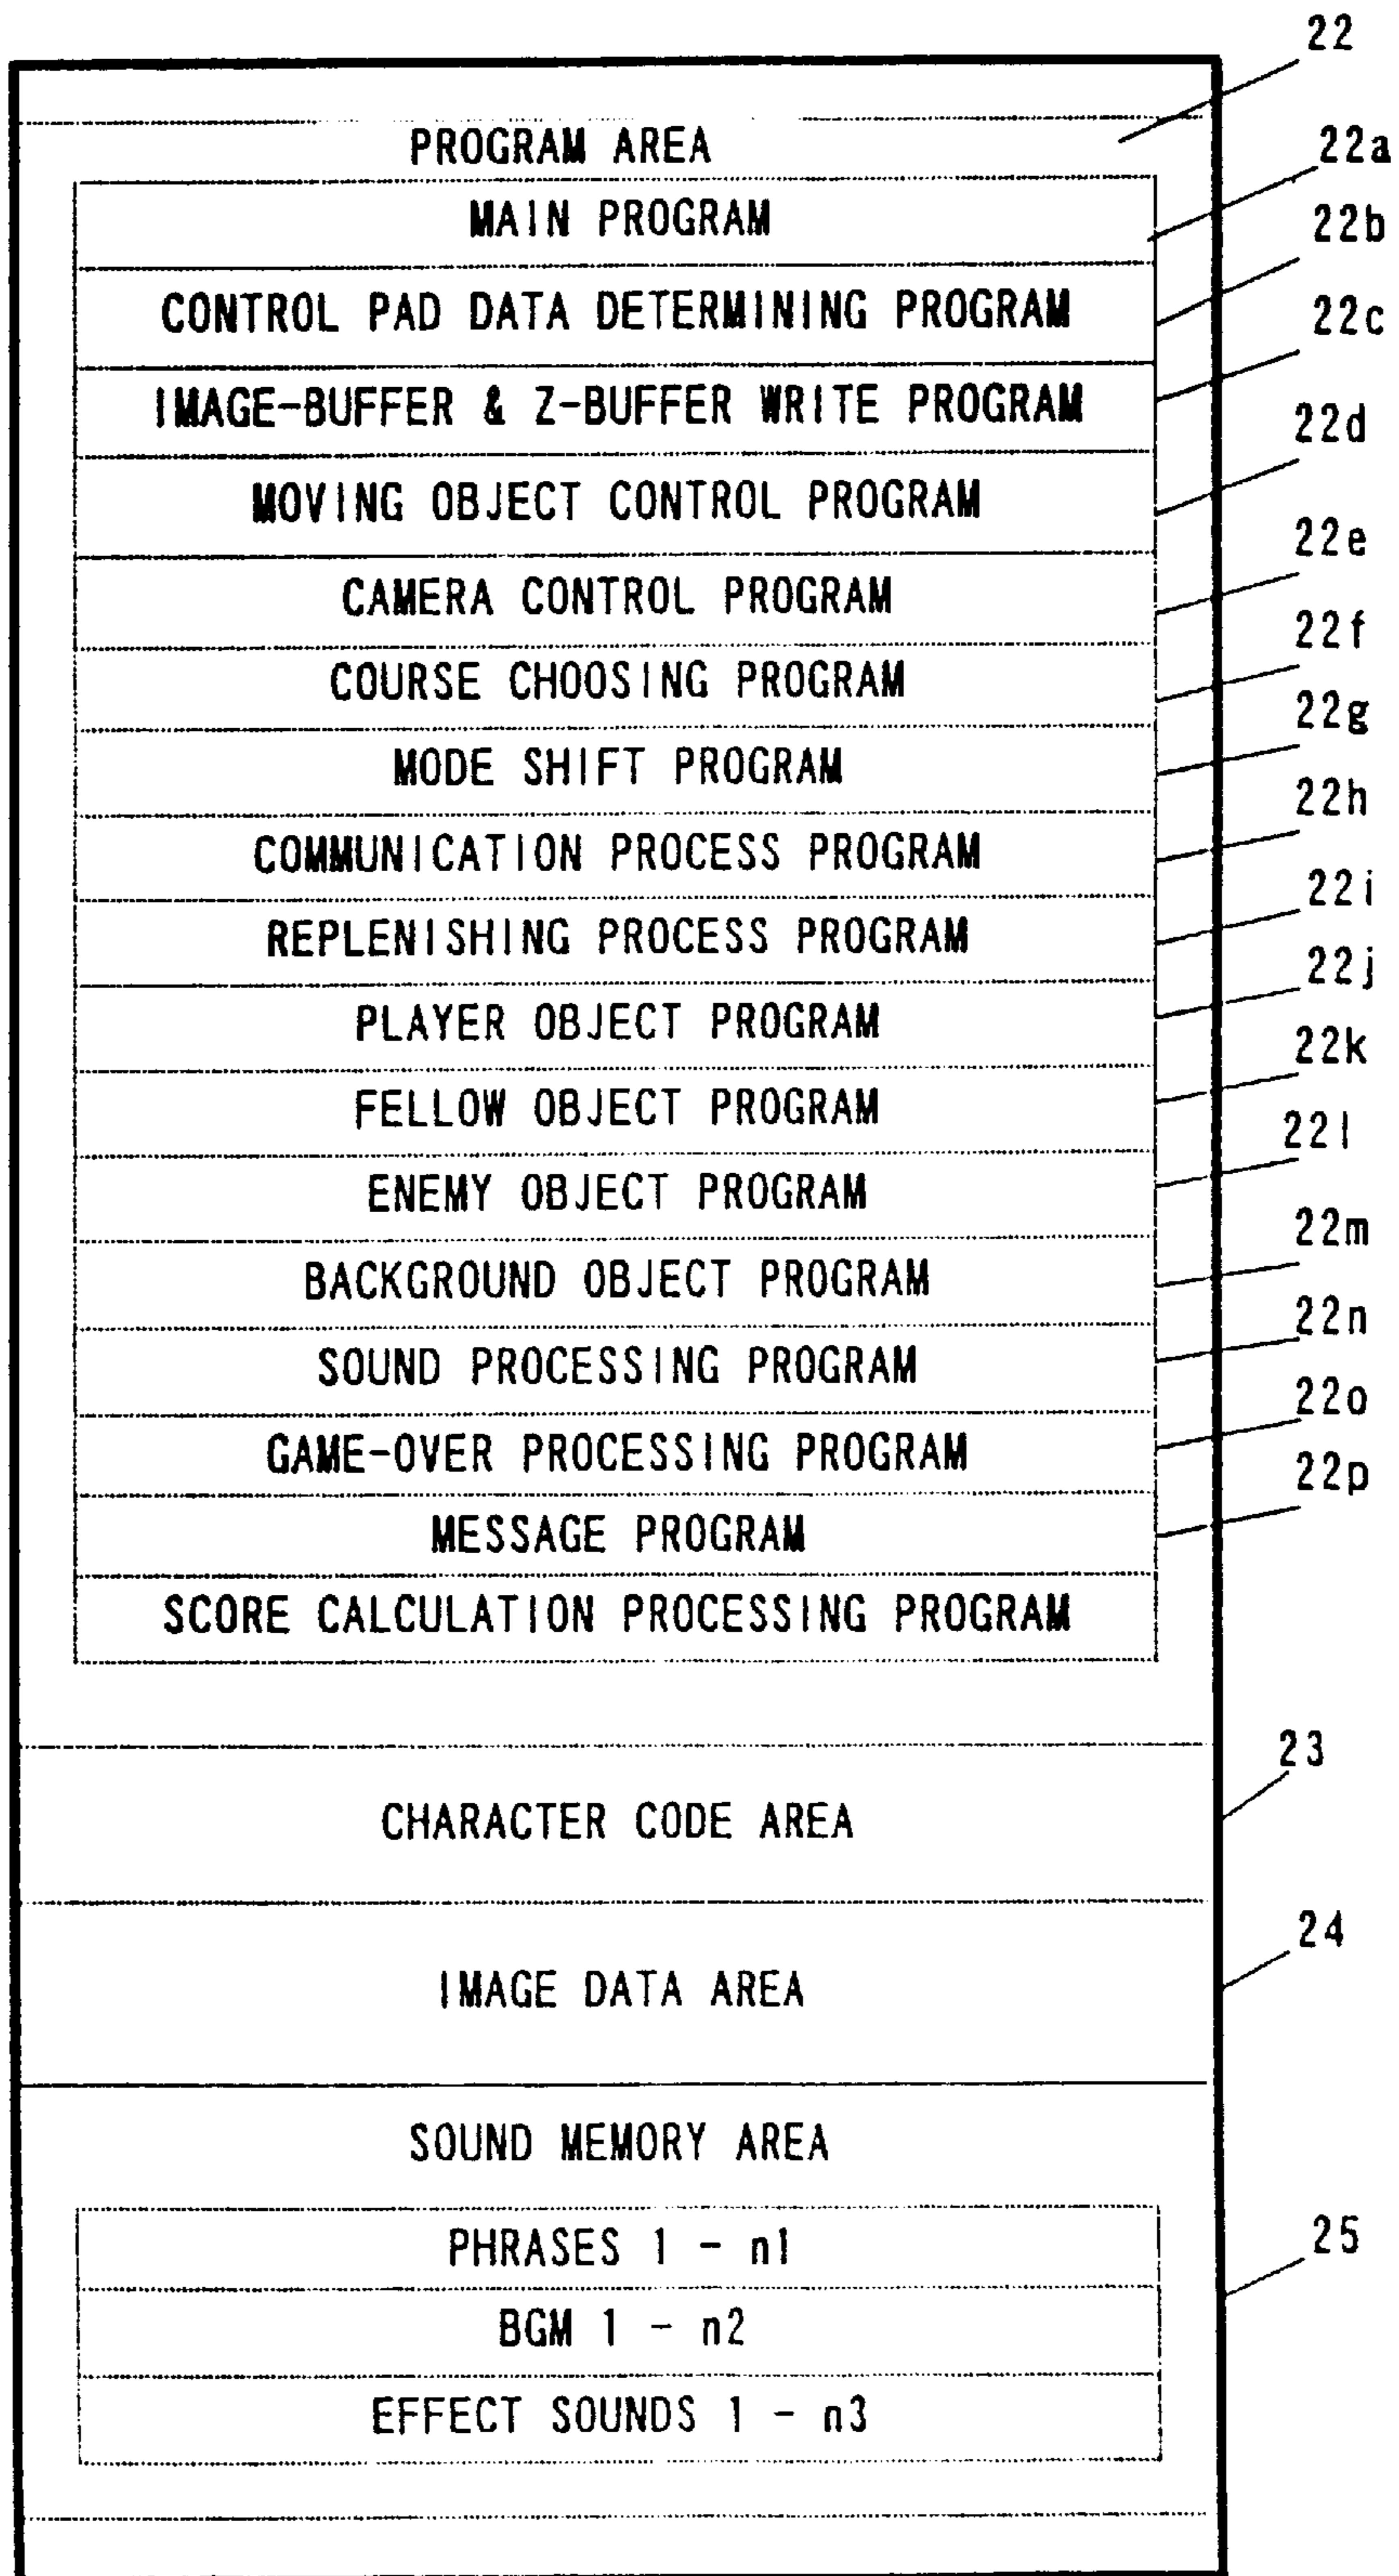 22
PROGRAM AREA
22a
MAIN PROGRAM
22b
CONTROL PAD DATA DETERMINING PROGRAM
22c
IMAGE-BUFFER & Z-BUFFER WRITE PROGRAM
22d
MOVING OBJECT CONTROL PROGRAM
22e
CAMERA CONTROL PROGRAM
22f
COURSE CHOOSING PROGRAM
22g
MODE SHIFT PROGRAM
22h
COMMUNICATION PROCESS PROGRAM
22i
REPLENISHING PROCESS PROGRAM
22j
PLAYER OBJECT PROGRAM
22k
FELLOW OBJECT PROGRAM
22l
ENEMY OBJECT PROGRAM
22m
BACKGROUND OBJECT PROGRAM
22n
SOUND PROCESSING PROGRAM
22o
GAME-OVER PROCESSING PROGRAM
22p
MESSAGE PROGRAM
SCORE CALCULATION PROCESSING PROGRAM
23
CHARACTER CODE AREA
24
IMAGE DATA AREA
SOUND MEMORY AREA
25
PHRASES 1 - n1
BGM 1 - n2
EFFECT SOUNDS 1 - n3